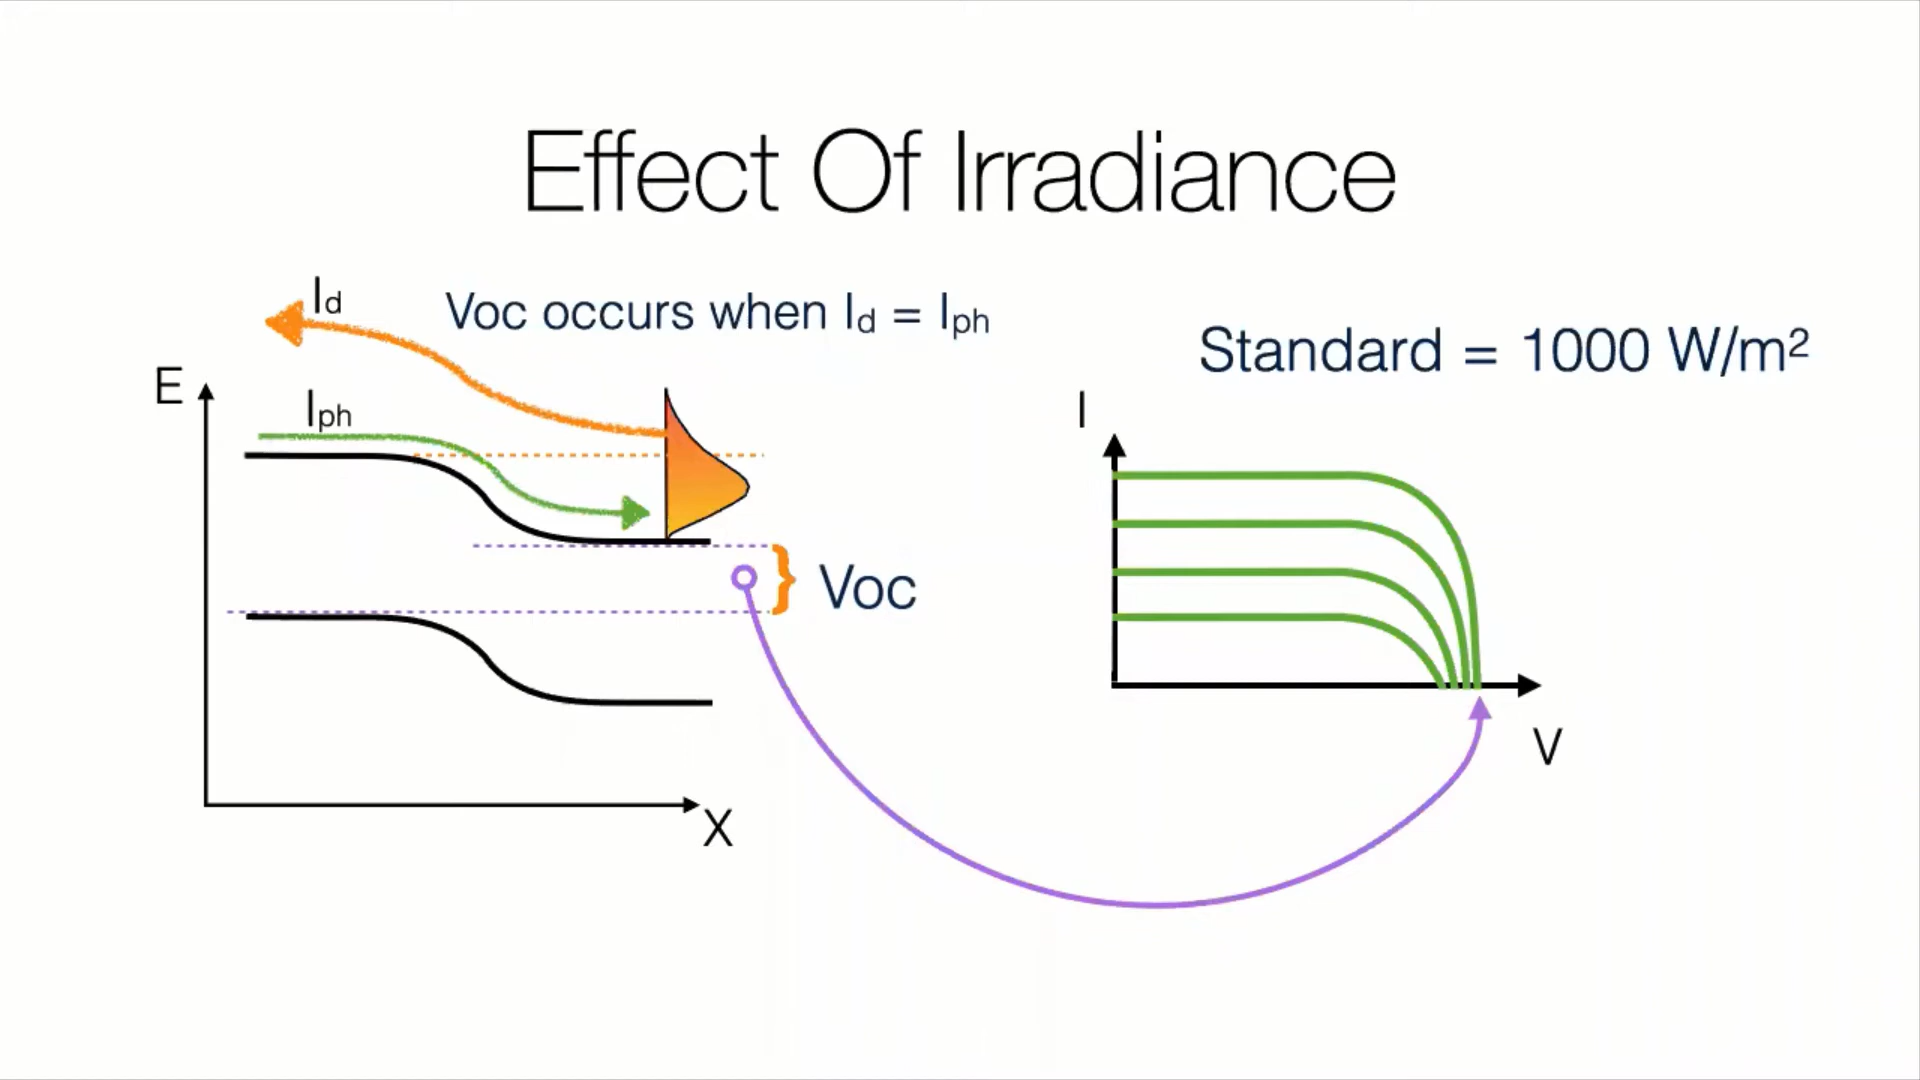 Effect Of Irradiance
Id
Voc occurs when Id = Iph
Standard = 1000 W/m²
E
Iph
I
Voc
V
X